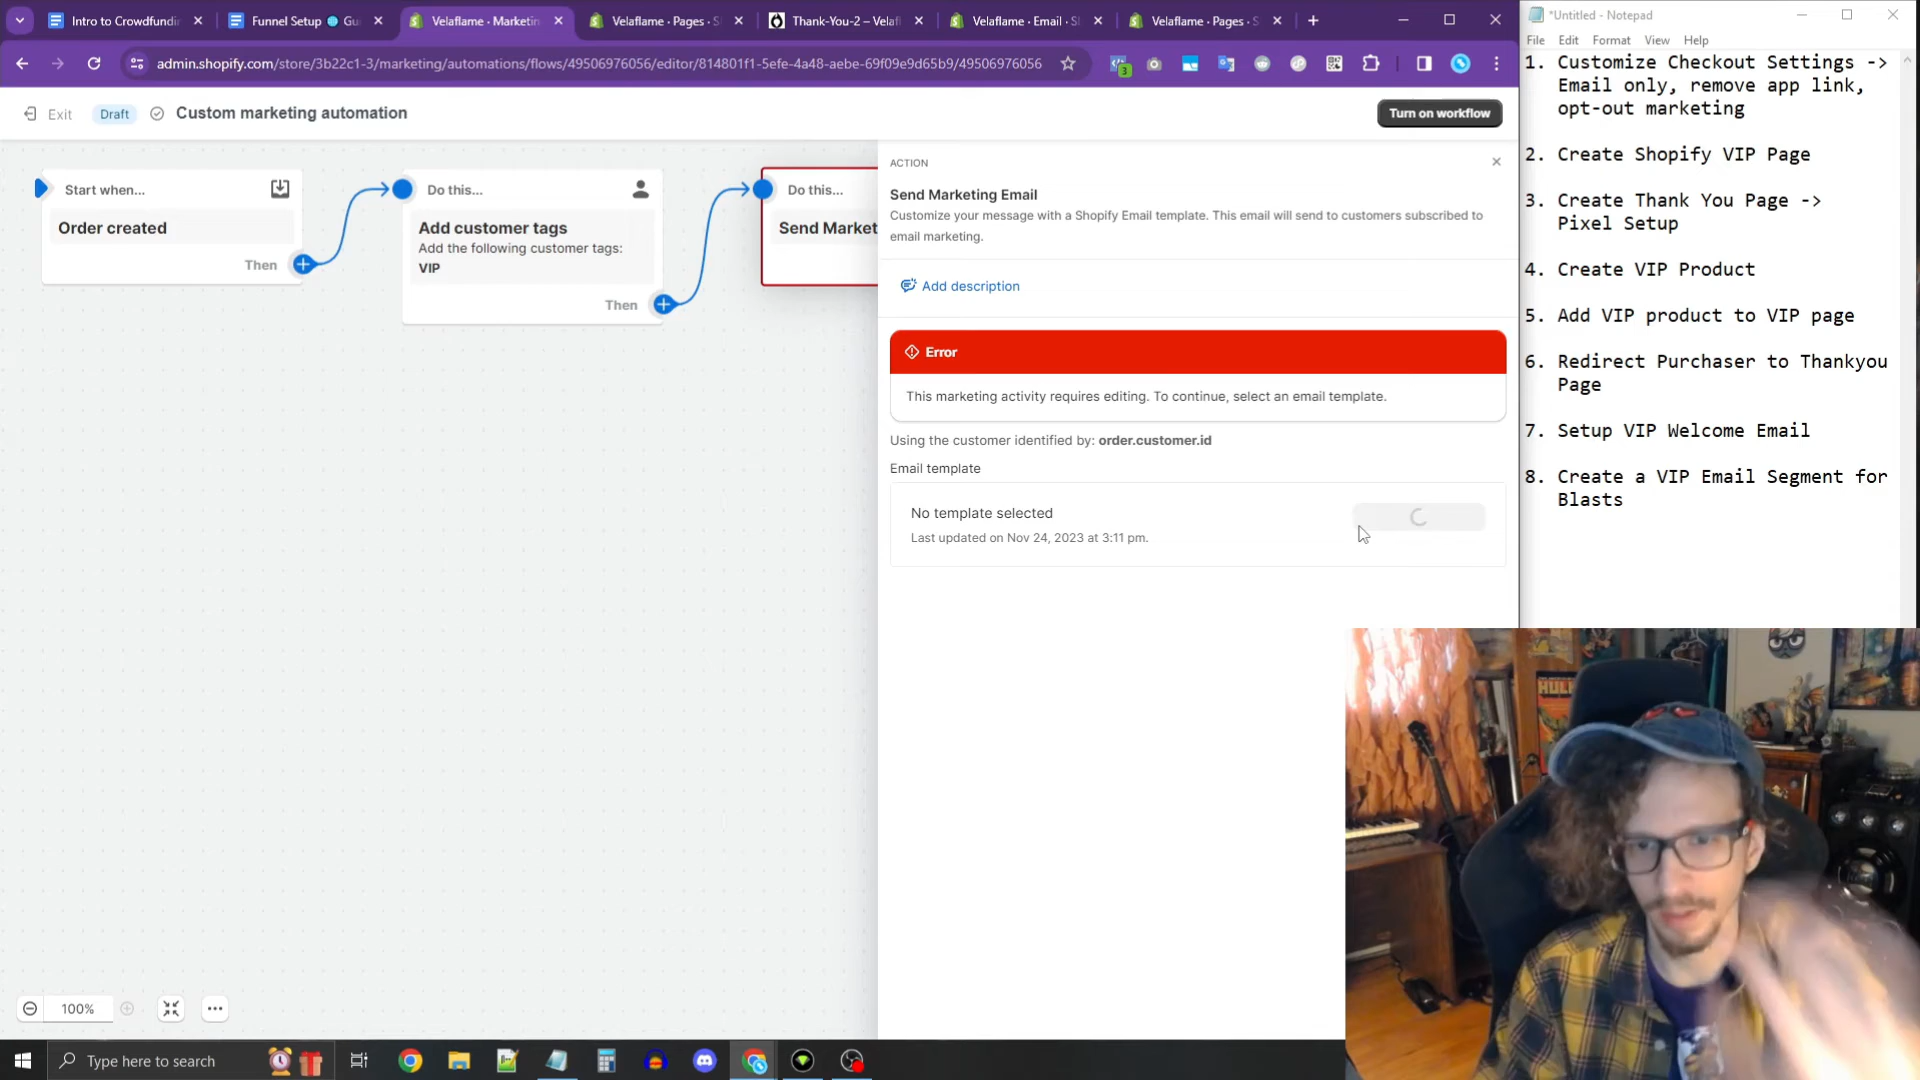 Intro to Crowdfundin
Funnel Setup
Gui
Velaflame · Marketin
Velaflame · Pages · S
Thank-You-2 – Velafl
Velaflame · Email · S
Velaflame · Pages · S
*Untitled - Notepad
admin.shopify.com/store/3b22c1-3/marketing/automations/flows/49506976056/editor/814801f1-5efe-4a48-aebe-69f09e9d65b9/49506976056
3
File Edit Format View Help
Exit
Draft
Custom marketing automation
Turn on workflow
Start when...
Order created
Then
Do this...
Add customer tags
Add the following customer tags:
VIP
Then
Do this...
Send Market
ACTION
Send Marketing Email
Customize your message with a Shopify Email template. This email will send to customers subscribed to
email marketing.
Add description
Error
This marketing activity requires editing. To continue, select an email template.
Using the customer identified by: order.customer.id
Email template
No template selected
Last updated on Nov 24, 2023 at 3:11 pm.
1. Customize Checkout Settings ->
Email only, remove app link,
opt-out marketing
2. Create Shopify VIP Page
3. Create Thank You Page ->
Pixel Setup
4. Create VIP Product
5. Add VIP product to VIP page
6. Redirect Purchaser to Thankyou
Page
7. Setup VIP Welcome Email
8. Create a VIP Email Segment for
Blasts
HULK
100%
Type here to search